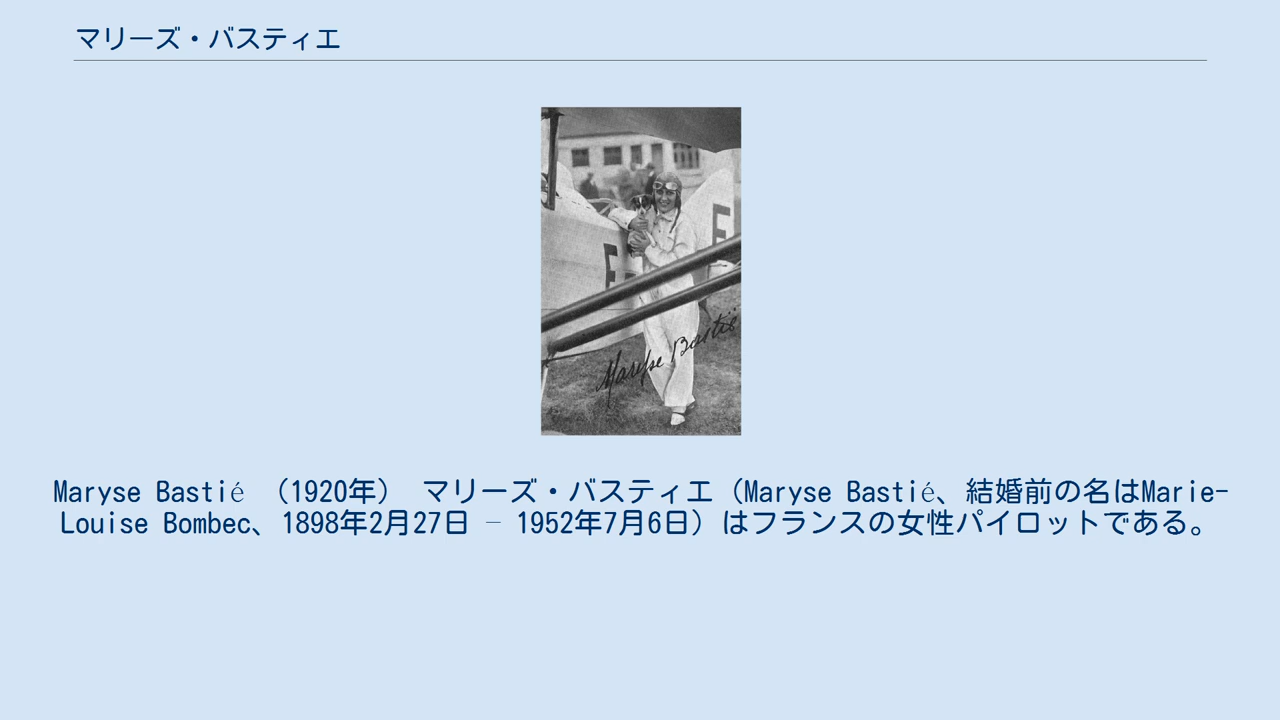 マリーズ・バスティエ
F
F
Maryse Bastié
Maryse Bastié （1920年） マリーズ・バスティエ（Maryse Bastié、結婚前の名はMarie-
Louise Bombec、1898年2月27日 – 1952年7月6日）はフランスの女性パイロットである。